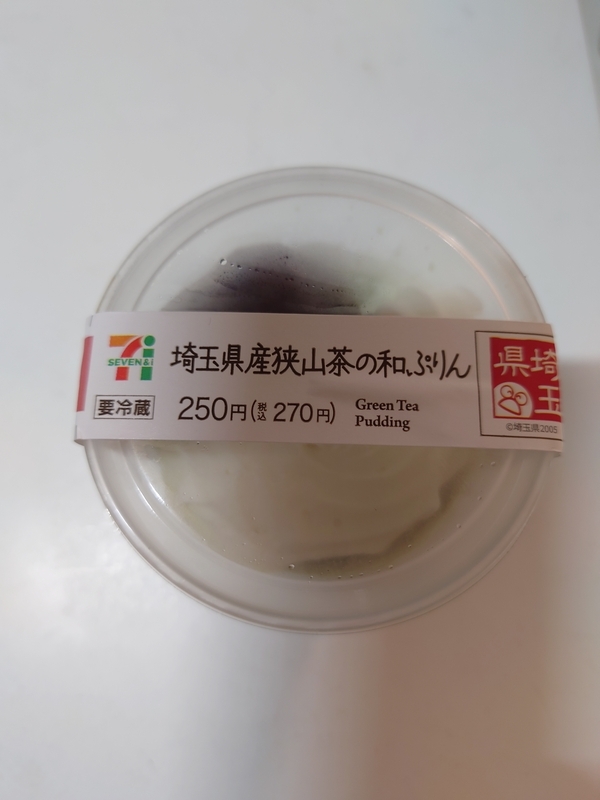 SEVEN&i
埼玉県産狭山茶の和ぷりん
要冷蔵
250円(税込 270円)
Green Tea
Pudding
埼玉県
©埼玉県2005